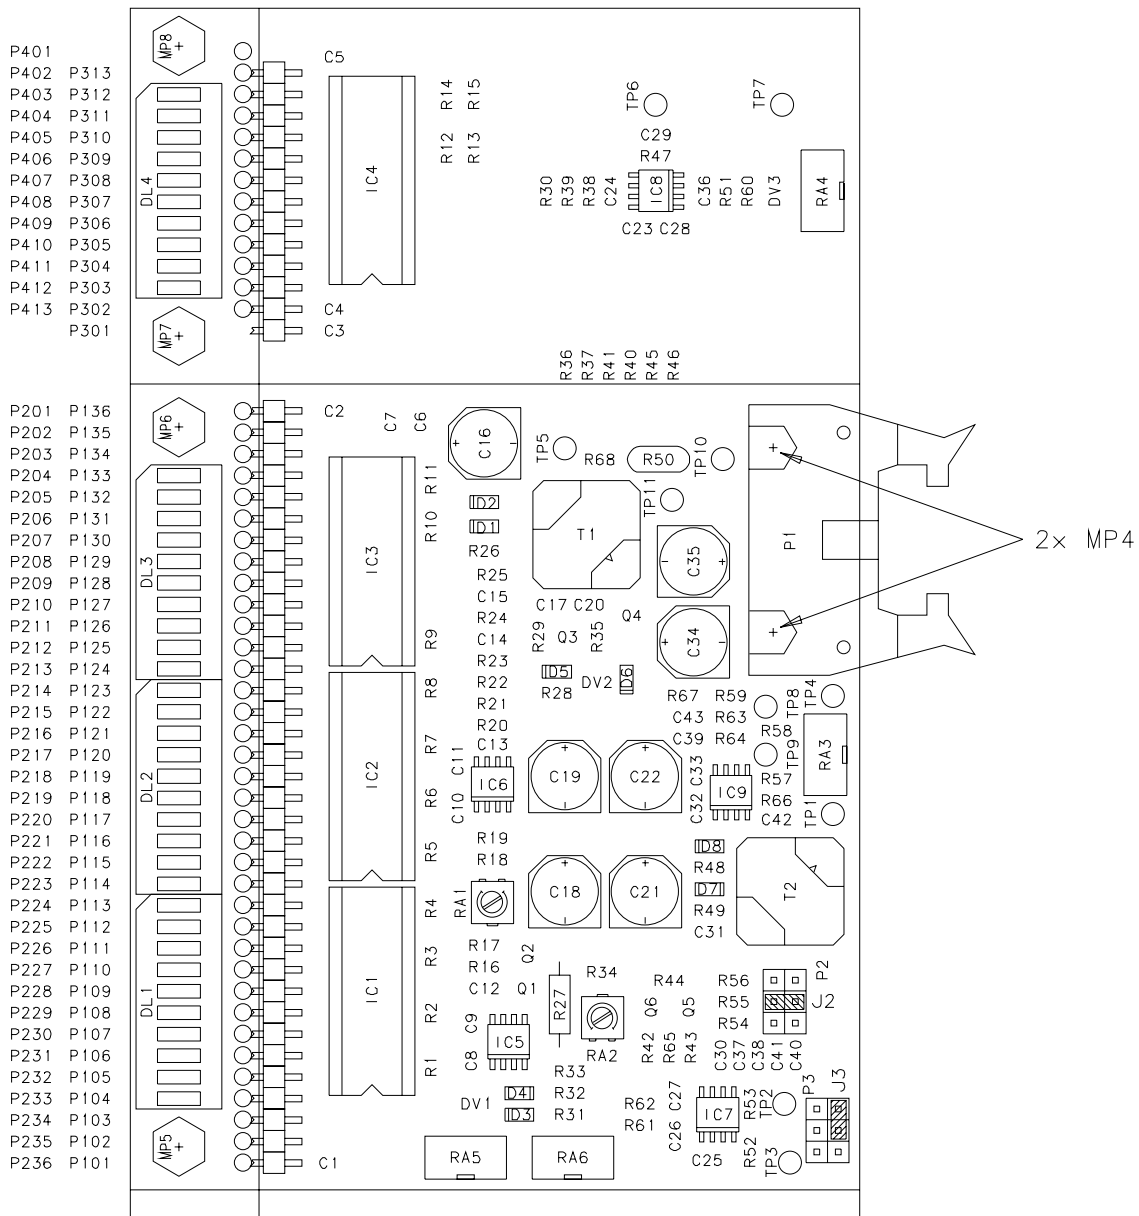 P401
P402 P313
P403 P312
P404 P311
P405 P310
P406 P309
P407 P308
P408 P307
P409 P306
P410 P305
P411 P304
P412 P303
P413 P302
P301
P201 P136
P202 P135
P203 P134
P204 P133
P205 P132
P206 P131
P207 P130
P208 P129
P209 P128
P210 P127
P211 P126
P212 P125
P213 P124
P214 P123
P215 P122
P216 P121
P217 P120
P218 P119
P219 P118
P220 P117
P221 P116
P222 P115
P223 P114
P224 P113
P225 P112
P226 P111
P227 P110
P228 P109
P229 P108
P230 P107
P231 P106
P232 P105
P233 P104
P234 P103
P235 P102
P236 P101
MP8
DL4
MP7
MP6
DL3
DL2
DL1
MP5
C5
IC4
C4
C3
R14 R15
R12 R13
TP6
TP7
C29
R47
R30 R39 R38 C24 IC8 C36 R51 R60 DV3 RA4
C23 C28
R36 R37 R41 R40 R45 R46
C2
C7 C6
C16
TP5
R68 R50 TP10
TP11
R11
D2
R10
D1
R26
T1
IC3
C35
P1
2x MP4
R25
C15
C17 C20
R24
Q4
R9
C14
R29 Q3 R35
C34
R23
D5
D6
R22
R28 DV2
R8
R21
R67 R59
TP8 TP4
C43 R63
R20
R58
C39 R64
C13
R7
C11
IC6
C19
C22
C33
TP9
RA3
R57
IC2
IC9
R6
C10
C32
R66
TP1
C42
R19
R18
R5
D8
R48
RA1
C18
C21
D7
T2
R4
R49
C31
R17
R3
Q2
R16
R34
R44 R56
P2
C12 Q1
IC1
R27
Q6 Q5
R55
J2
R2
R54
C9
IC5
RA2
C8
R42 R65 R43 C30 C37 C38 C41 C40
R1
R33
D4
R32
DV1
D3
R31
R62 C27
IC7
R53
TP2
P3 J3
R61
C26
C25
R52
TP3
C1
RA5
RA6